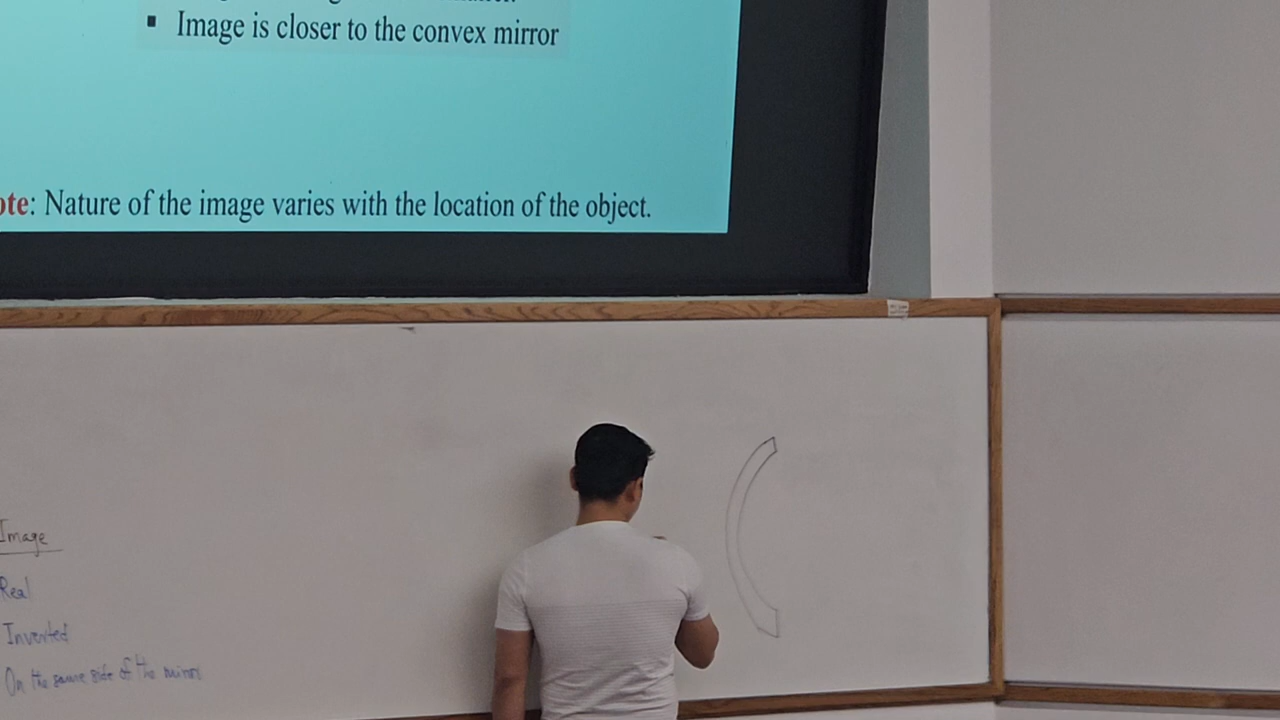 ▪ Image is closer to the convex mirror
ote: Nature of the image varies with the location of the object.
Image
Real
Inverted
On the same side of the mirror